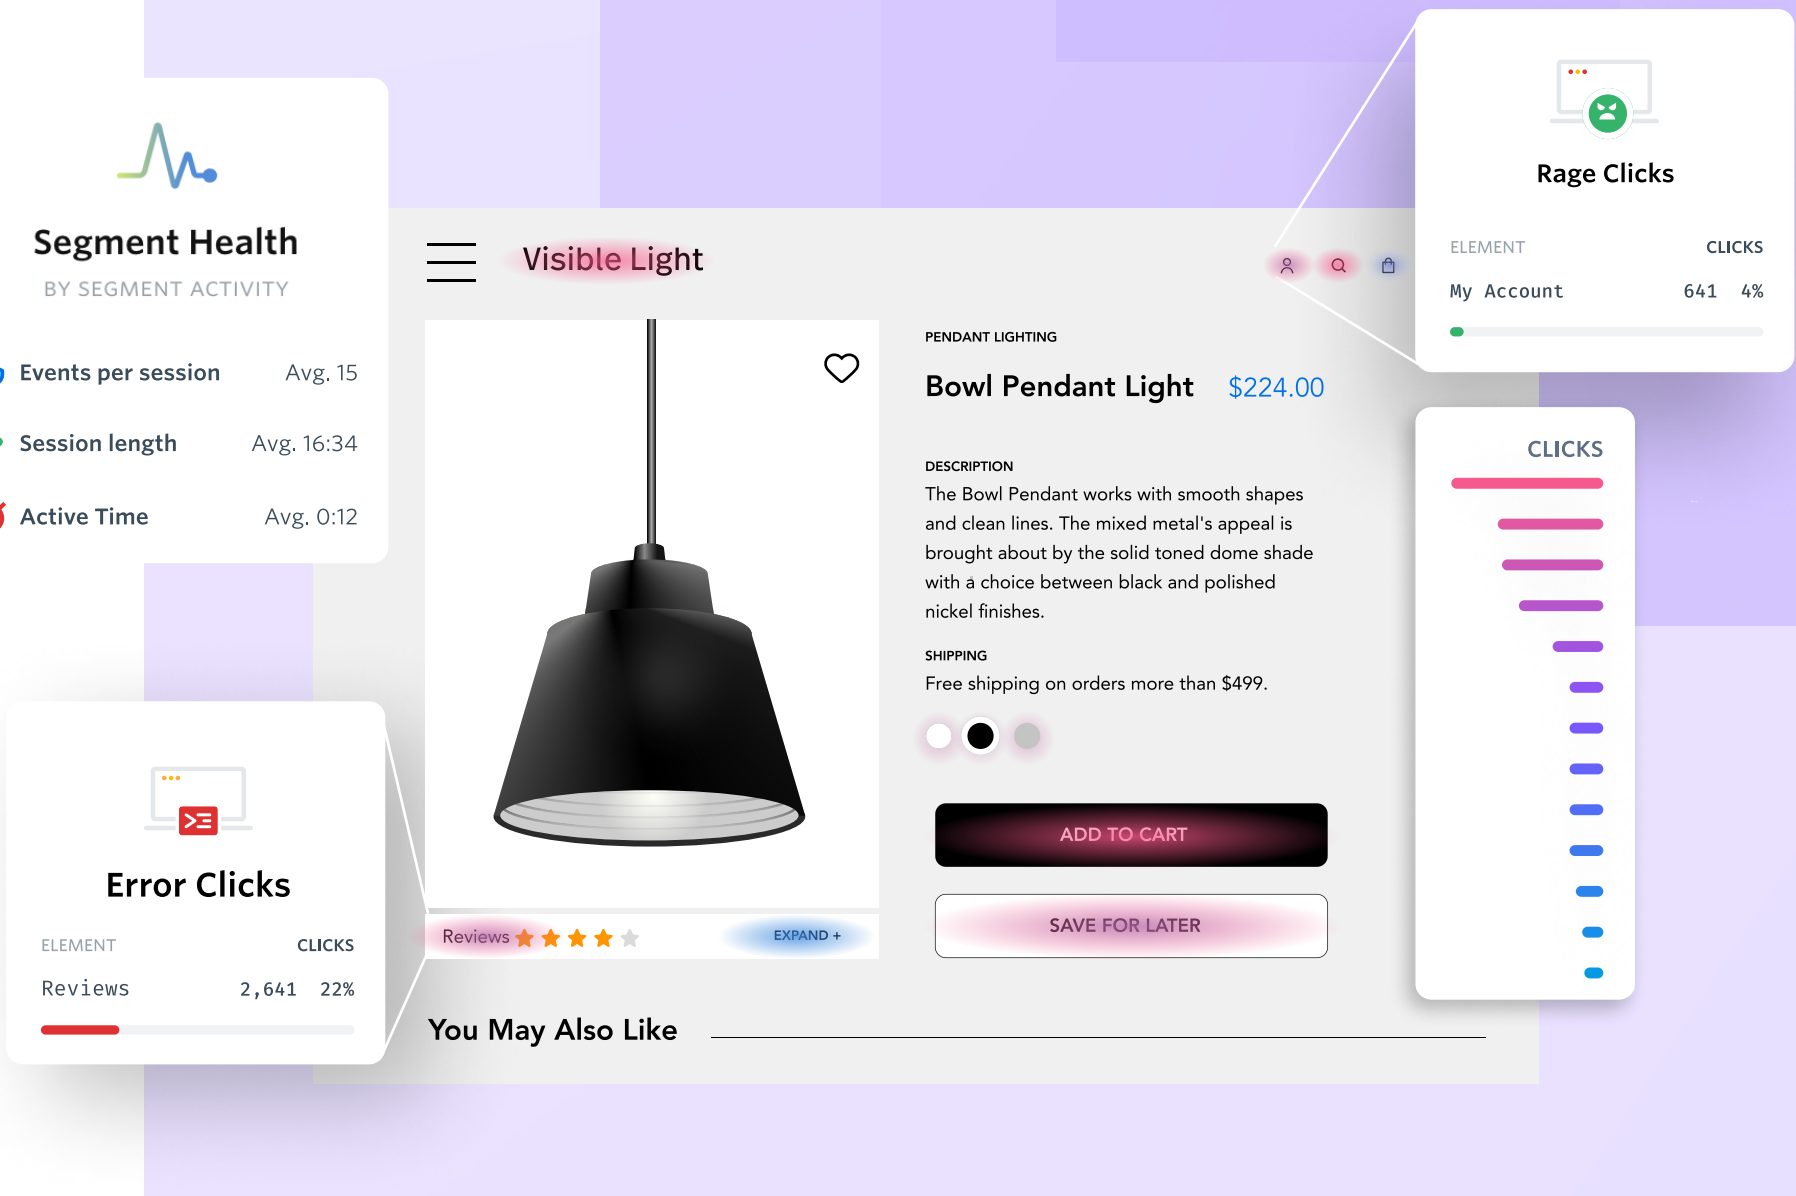 Segment Health
BY SEGMENT ACTIVITY
Events per session Avg. 15
Session length Avg. 16:34
Active Time Avg. 0:12
Error Clicks
ELEMENT CLICKS
Reviews 2,641 22%
Visible Light
PENDANT LIGHTING
Bowl Pendant Light $224.00
DESCRIPTION
The Bowl Pendant works with smooth shapes
and clean lines. The mixed metal's appeal is
brought about by the solid toned dome shade
with a choice between black and polished
nickel finishes.
SHIPPING
Free shipping on orders more than $499.
ADD TO CART
SAVE FOR LATER
Reviews
EXPAND +
You May Also Like
Rage Clicks
ELEMENT CLICKS
My Account 641 4%
CLICKS